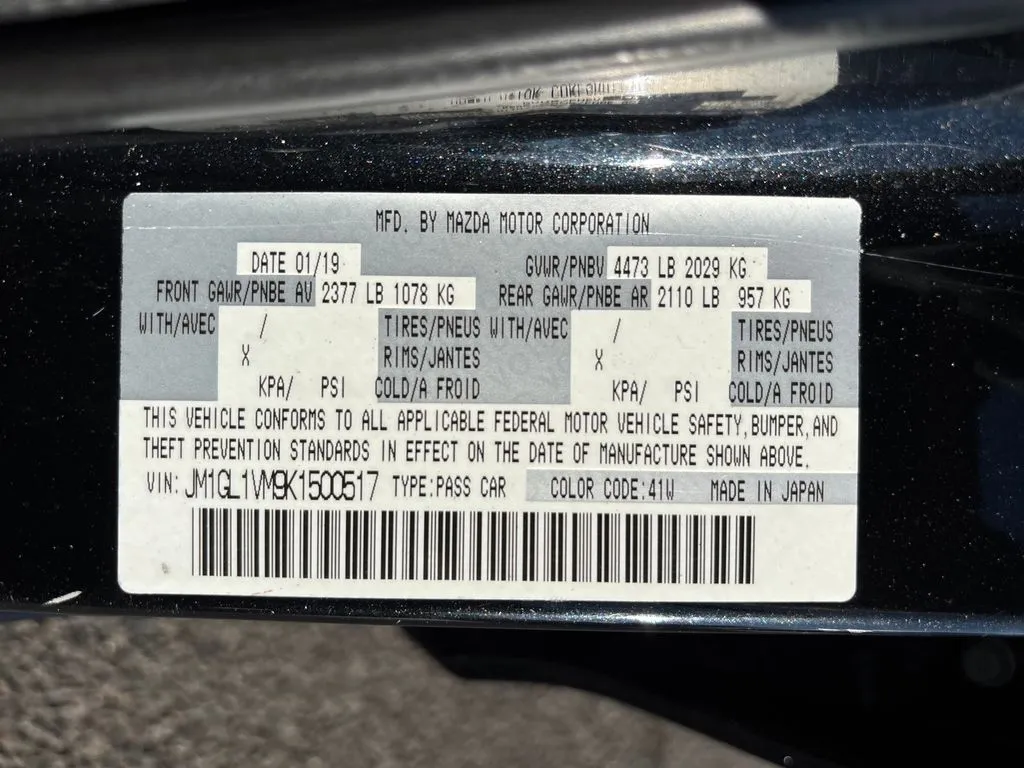 MFD. BY MAZDA MOTOR CORPORATION
DATE 01/19 GVWR/PNBV 4473 LB 2029 KG
FRONT GAWR/PNBE AV 2377 LB 1078 KG REAR GAWR/PNBE AR 2110 LB 957 KG
WITH/AVEC / TIRES/PNEUS WITH/AVEC / TIRES/PNEUS
X RIMS/JANTES X RIMS/JANTES
KPA/ PSI COLD/A FROID KPA/ PSI COLD/A FROID
THIS VEHICLE CONFORMS TO ALL APPLICABLE FEDERAL MOTOR VEHICLE SAFETY,BUMPER,AND
THEFT PREVENTION STANDARDS IN EFFECT ON THE DATE OF MANUFACTURE SHOWN ABOVE.
VIN: JM1GL1VM9K1500517 TYPE:PASS CAR COLOR CODE:41W MADE IN JAPAN